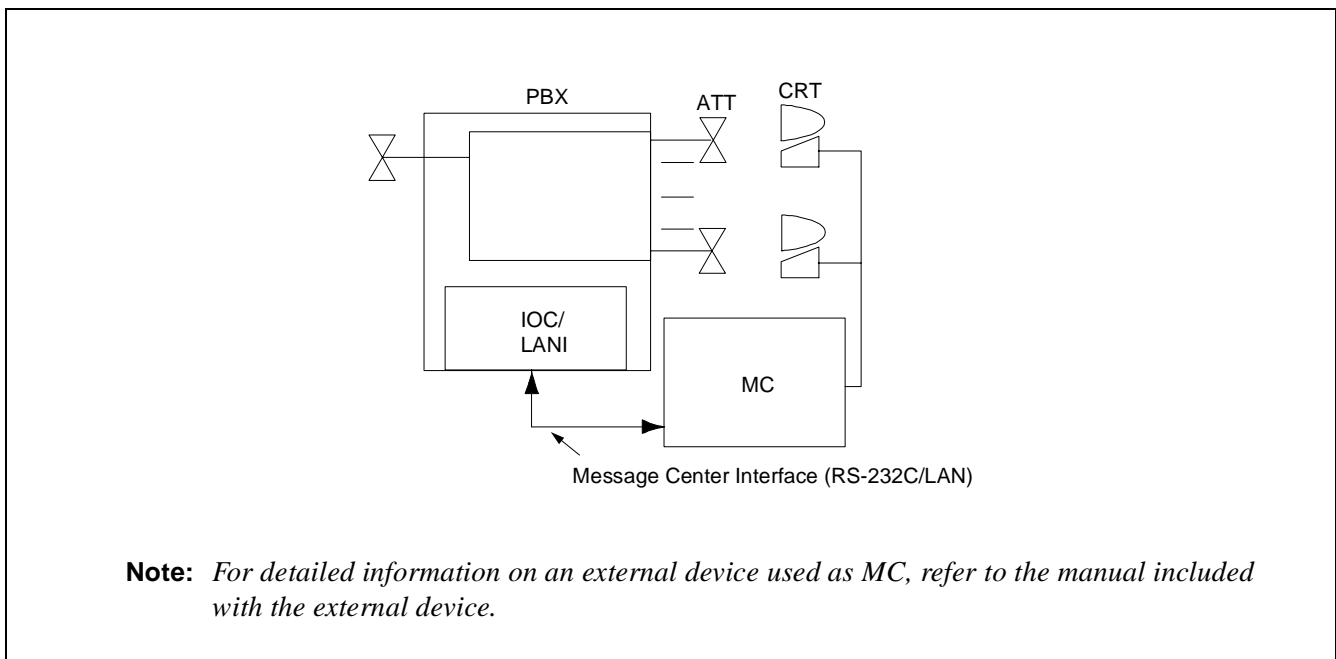 PBX
ATT
CRT
IOC/
LANI
MC
Message Center Interface (RS-232C/LAN)
Note: For detailed information on an external device used as MC, refer to the manual included
with the external device.